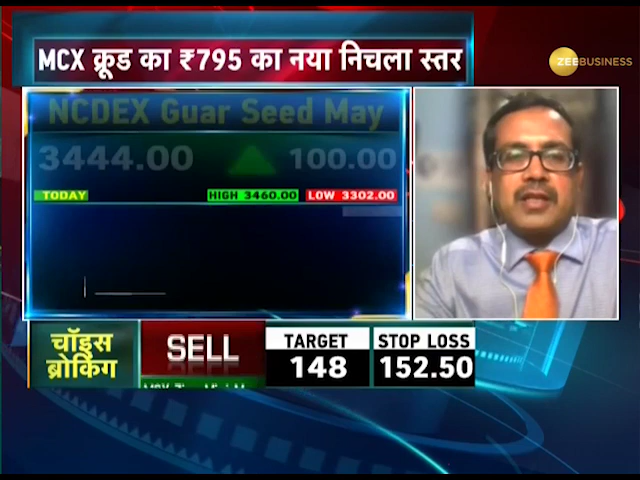 MCX क्रूड का ₹795 का नया निचला स्तर
ZEEBUSINESS
NCDEX Guar Seed May
3444.00 100.00
TODAY HIGH 3460.00 LOW 3302.00
चॉइस ब्रोकिंग
SELL
TARGET
148
STOP LOSS
152.50